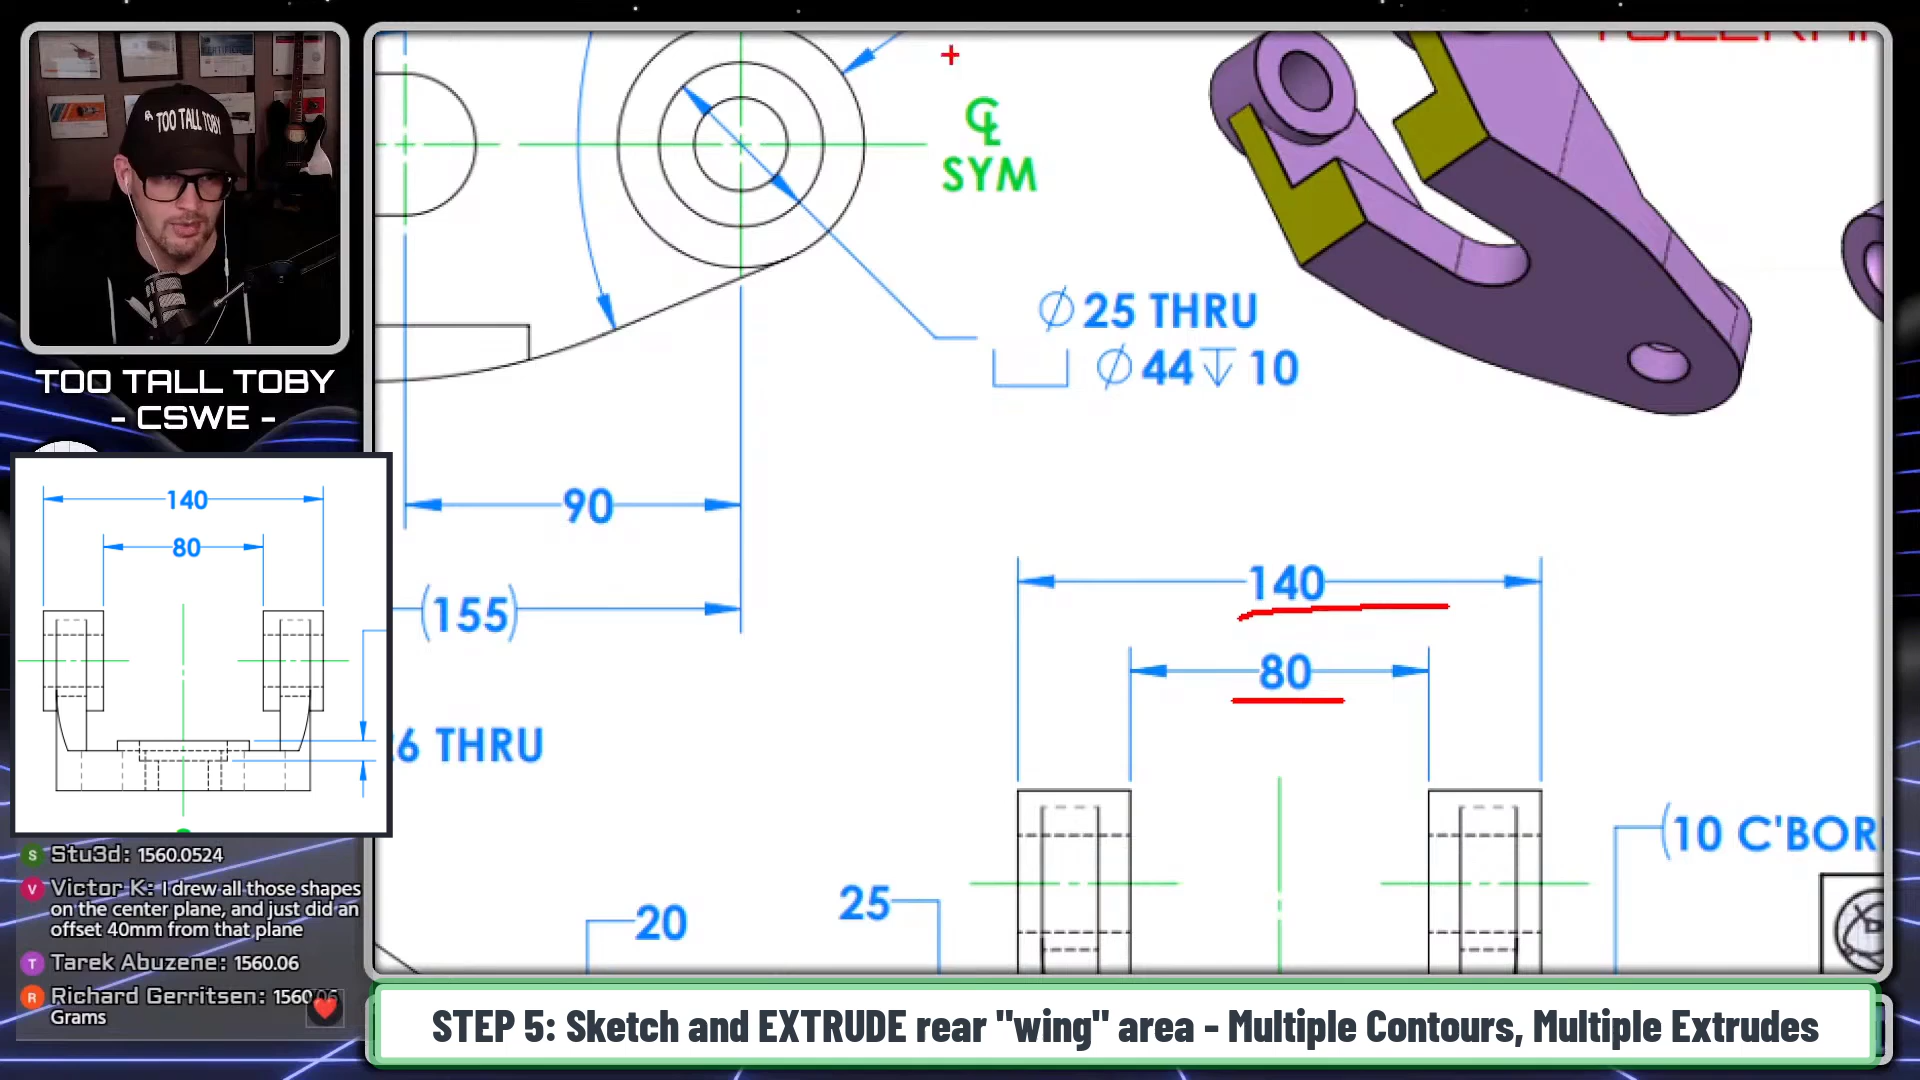 TOO TALL TOBY
TOO TALL TOBY
- CSWE -
140
80
Stu3d: 1560.0524
Victor K: I drew all those shapes
on the center plane, and just did an
offset 40mm from that plane
Tarek Abuzene: 1560.06
Richard Gerritsen: 1560.06
Grams
℄
SYM
∅ 25 THRU
⌴ ∅ 44 ↧ 10
90
(155)
6 THRU
140
80
20
25
(10 C'BOR
STEP 5: Sketch and EXTRUDE rear "wing" area - Multiple Contours, Multiple Extrudes